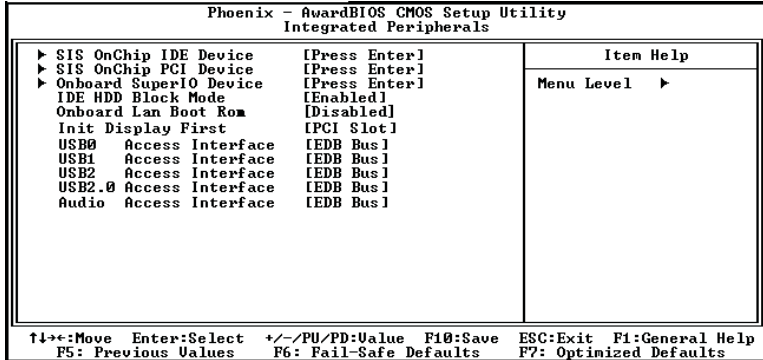 Phoenix - AwardBIOS CMOS Setup Utility
Integrated Peripherals
► SIS OnChip IDE Device [Press Enter]
► SIS OnChip PCI Device [Press Enter]
► Onboard SuperIO Device [Press Enter]
IDE HDD Block Mode [Enabled]
Onboard Lan Boot Rom [Disabled]
Init Display First [PCI Slot]
USB0 Access Interface [EDB Bus]
USB1 Access Interface [EDB Bus]
USB2 Access Interface [EDB Bus]
USB2.0 Access Interface [EDB Bus]
Audio Access Interface [EDB Bus]
Item Help
Menu Level ►
↑↓→←:Move Enter:Select +/-/PU/PD:Value F10:Save ESC:Exit F1:General Help
F5: Previous Values F6: Fail-Safe Defaults F7: Optimized Defaults